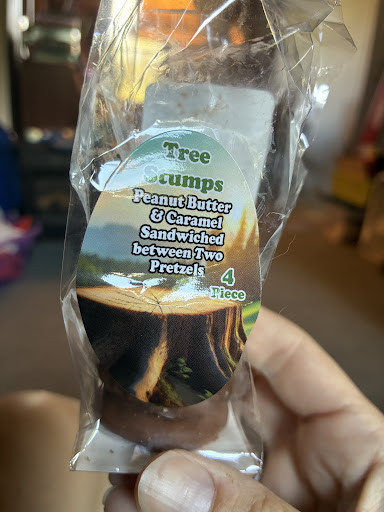 Tree
Stumps
Peanut Butter
& Caramel
Sandwiched
between Two
Pretzels
4
Piece